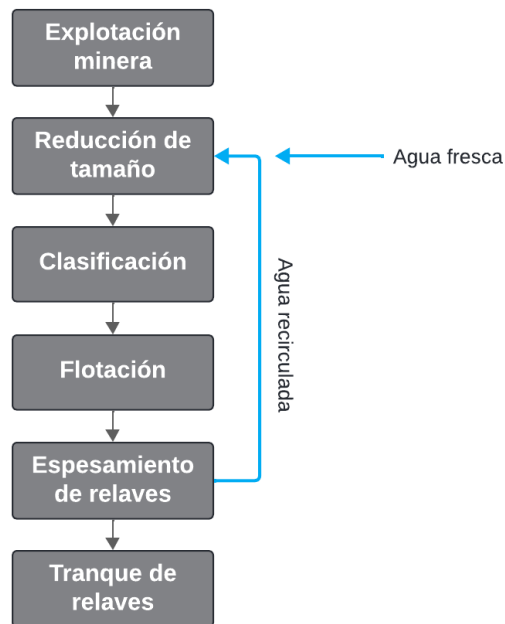 Explotación
minera
Reducción de
tamaño
Agua fresca
Clasificación
Agua recirculada
Flotación
Espesamiento
de relaves
Tranque de
relaves